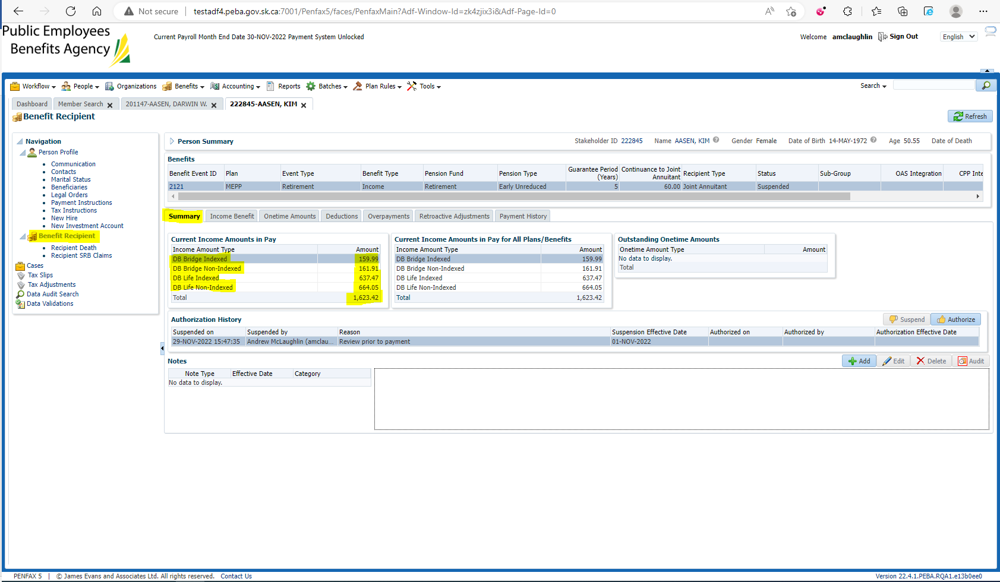 Not secure | testadf4.peba.gov.sk.ca:7001/Penfax5/faces/PenfaxMain?Adf-Window-Id=zk4zjix3i&Adf-Page-Id=0
Public Employees
Benefits Agency
Current Payroll Month End Date 30-NOV-2022 Payment System Unlocked
Welcome amclaughlin Sign Out English
Workflow People Organizations Benefits Accounting Reports Batches Plan Rules Tools Search
Dashboard Member Search 201147-AASEN, DARWIN W. 222845-AASEN, KIM
Benefit Recipient
Refresh
Navigation
Person Profile
Communication
Contacts
Marital Status
Beneficiaries
Legal Orders
Payment Instructions
Tax Instructions
New Hire
New Investment Account
Benefit Recipient
Recipient Death
Recipient SRB Claims
Cases
Tax Slips
Tax Adjustments
Data Audit Search
Data Validations
Person Summary Stakeholder ID 222845 Name AASEN, KIM Gender Female Date of Birth 14-MAY-1972 Age 50.55 Date of Death
Benefits
Benefit Event ID Plan Event Type Benefit Type Pension Fund Pension Type Guarantee Period (Years) Continuance to Joint Annuitant Recipient Type Status Sub-Group OAS Integration CPP Inte
2121 MEPP Retirement Income Retirement Early Unreduced 5 60.00 Joint Annuitant Suspended
Summary Income Benefit Onetime Amounts Deductions Overpayments Retroactive Adjustments Payment History
Current Income Amounts in Pay
Income Amount Type Amount
DB Bridge Indexed 159.99
DB Bridge Non-Indexed 161.91
DB Life Indexed 637.47
DB Life Non-Indexed 664.05
Total 1,623.42
Current Income Amounts in Pay for All Plans/Benefits
Income Amount Type Amount
DB Bridge Indexed 159.99
DB Bridge Non-Indexed 161.91
DB Life Indexed 637.47
DB Life Non-Indexed 664.05
Total 1,623.42
Outstanding Onetime Amounts
Onetime Amount Type Amount
No data to display.
Total
Authorization History
Suspend Authorize
Suspended on Suspended by Reason Suspension Effective Date Authorized on Authorized by Authorization Effective Date
29-NOV-2022 15:47:35 Andrew McLaughlin (amclau... Review prior to payment 01-NOV-2022
Notes
Add Edit Delete Audit
Note Type Effective Date Category
No data to display.
PENFAX 5 | © James Evans and Associates Ltd. All rights reserved. Contact Us
Version 22.4.1.PEBA.RQA1.e13b0ee0